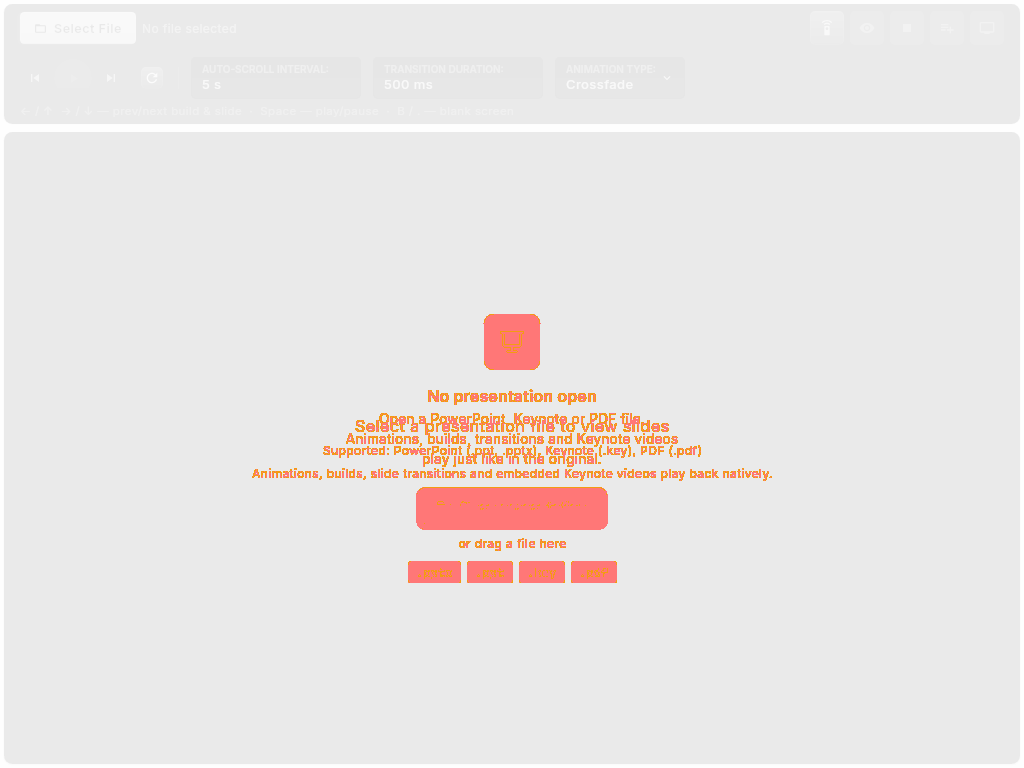 Select File
No file selected
AUTO-SCROLL INTERVAL:
5 s
TRANSITION DURATION:
500 ms
ANIMATION TYPE:
Crossfade
No presentation open
Open a PowerPoint, Keynote or PDF file
Select a presentation file to view slides
Animations, builds, transitions and Keynote videos
Supported: PowerPoint (.ppt, .pptx), Keynote (.key), PDF (.pdf)
play just like in the original.
Animations, builds, slide transitions and embedded Keynote videos play back natively.
or drag a file here